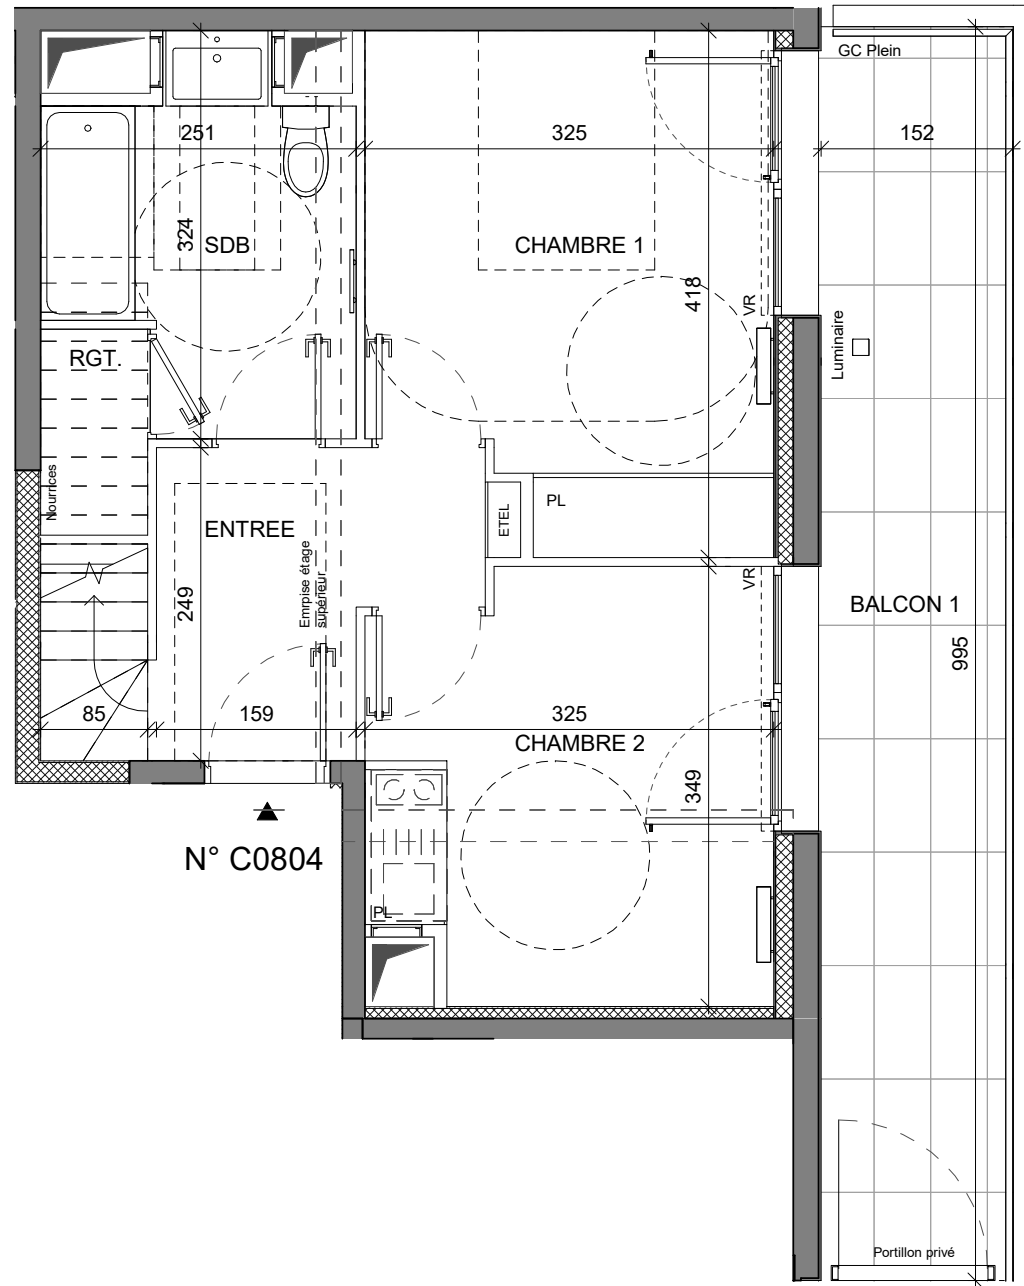 GC Plein
251
325
152
324
SDB
CHAMBRE 1
418
VR
Luminaire
RGT.
Nourrices
ENTREE
ETEL
PL
Emrpise étage
supérieur
249
VR
BALCON 1
995
85
159
325
CHAMBRE 2
349
N° C0804
PL
Portillon privé